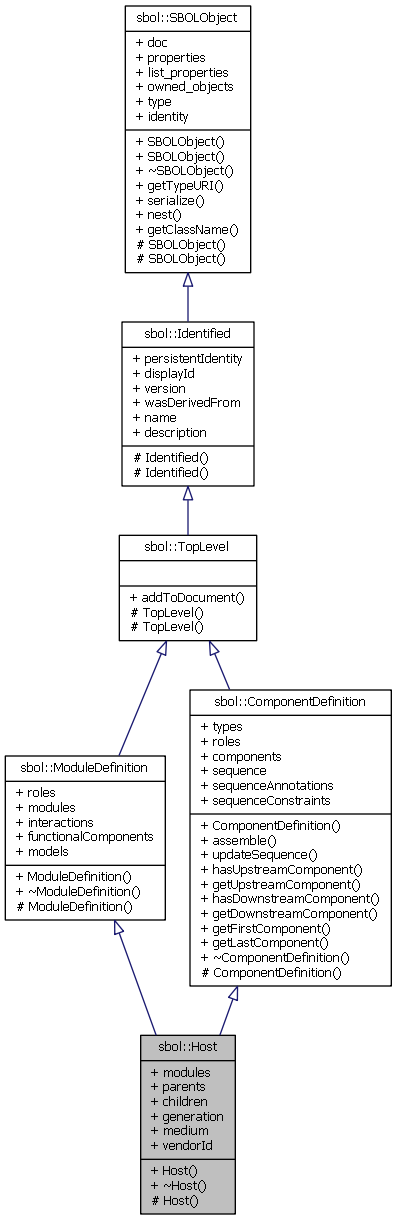 sbol::SBOLObject
+ doc
+ properties
+ list_properties
+ owned_objects
+ type
+ identity
+ SBOLObject()
+ SBOLObject()
+ ~SBOLObject()
+ getTypeURI()
+ serialize()
+ nest()
+ getClassName()
# SBOLObject()
# SBOLObject()
sbol::Identified
+ persistentIdentity
+ displayId
+ version
+ wasDerivedFrom
+ name
+ description
# Identified()
# Identified()
sbol::TopLevel
+ addToDocument()
# TopLevel()
# TopLevel()
sbol::ModuleDefinition
+ roles
+ modules
+ interactions
+ functionalComponents
+ models
+ ModuleDefinition()
+ ~ModuleDefinition()
# ModuleDefinition()
sbol::ComponentDefinition
+ types
+ roles
+ components
+ sequence
+ sequenceAnnotations
+ sequenceConstraints
+ ComponentDefinition()
+ assemble()
+ updateSequence()
+ hasUpstreamComponent()
+ getUpstreamComponent()
+ hasDownstreamComponent()
+ getDownstreamComponent()
+ getFirstComponent()
+ getLastComponent()
+ ~ComponentDefinition()
# ComponentDefinition()
sbol::Host
+ modules
+ parents
+ children
+ generation
+ medium
+ vendorId
+ Host()
+ ~Host()
# Host()